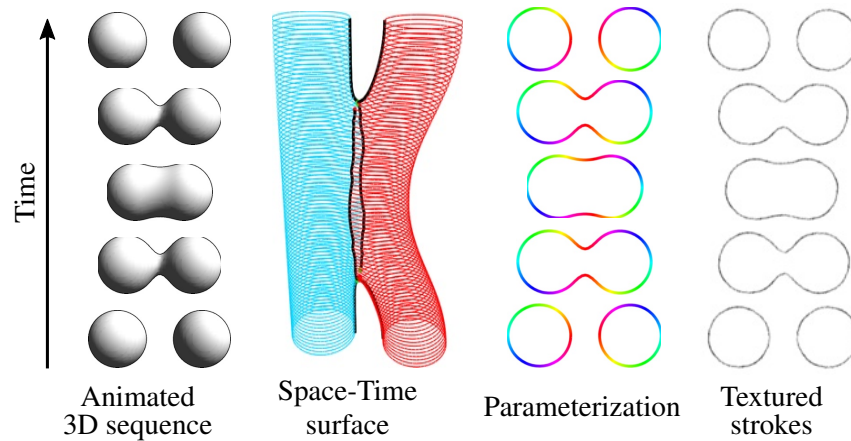 Time
Animated
3D sequence
Space-Time
surface
Parameterization
Textured
strokes